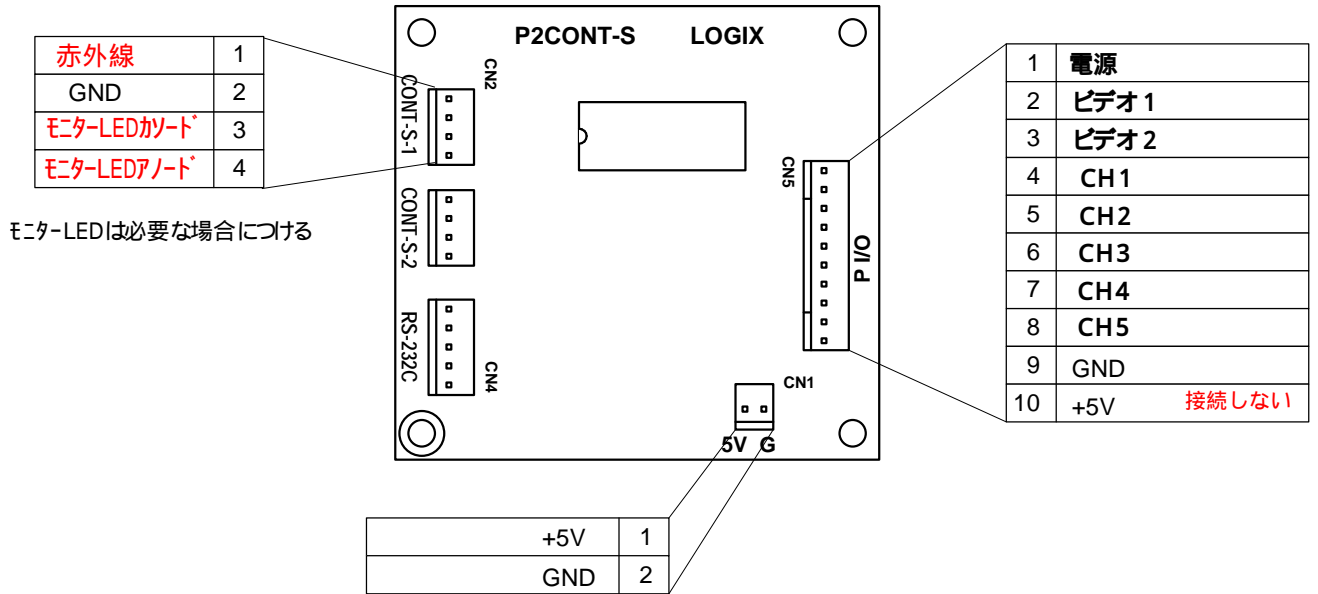 P2CONT-S LOGIX
赤外線 1
GND 2
ﾓﾆﾀｰLEDｶｿｰﾄﾞ 3
ﾓﾆﾀｰLEDｱﾉｰﾄﾞ 4
ﾓﾆﾀｰLEDは必要な場合につける
CN2
CONT-S-1
CONT-S-2
RS-232C
CN4
CN5
P I/O
CN1
5V G
1 電源
2 ビデオ1
3 ビデオ2
4 CH1
5 CH2
6 CH3
7 CH4
8 CH5
9 GND
10 +5V 接続しない
+5V 1
GND 2